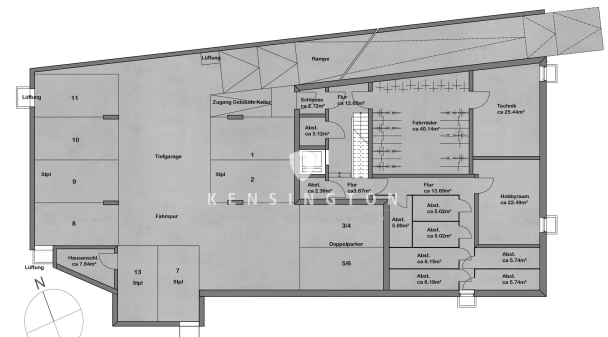 Lüftung
Rampe
Lüftung
11
Zugang Gebäude Keller
Schleuse
ca 2.72m²
Flur
ca 12.65m²
Technik
ca 25.44m²
Fahrräder
ca 40.14m²
Abst.
ca 3.12m²
10
Tiefgarage
1
Stpl
9
Stpl
2
Abst.
ca 2.36m²
Flur
ca 3.67m²
Flur
ca 13.69m²
Hobbyraum
ca 22.49m²
KENSINGTON
8
Fahrspur
3/4
Doppelparker
5/6
Abst.
ca 5.02m²
Abst.
ca 5.02m²
Abst.
Hausanschl.
ca 7.64m²
Lüftung
13
Stpl
7
Stpl
Abst.
ca 6.15m²
Abst.
ca 5.74m²
Abst.
ca 6.19m²
Abst.
ca 5.74m²
N